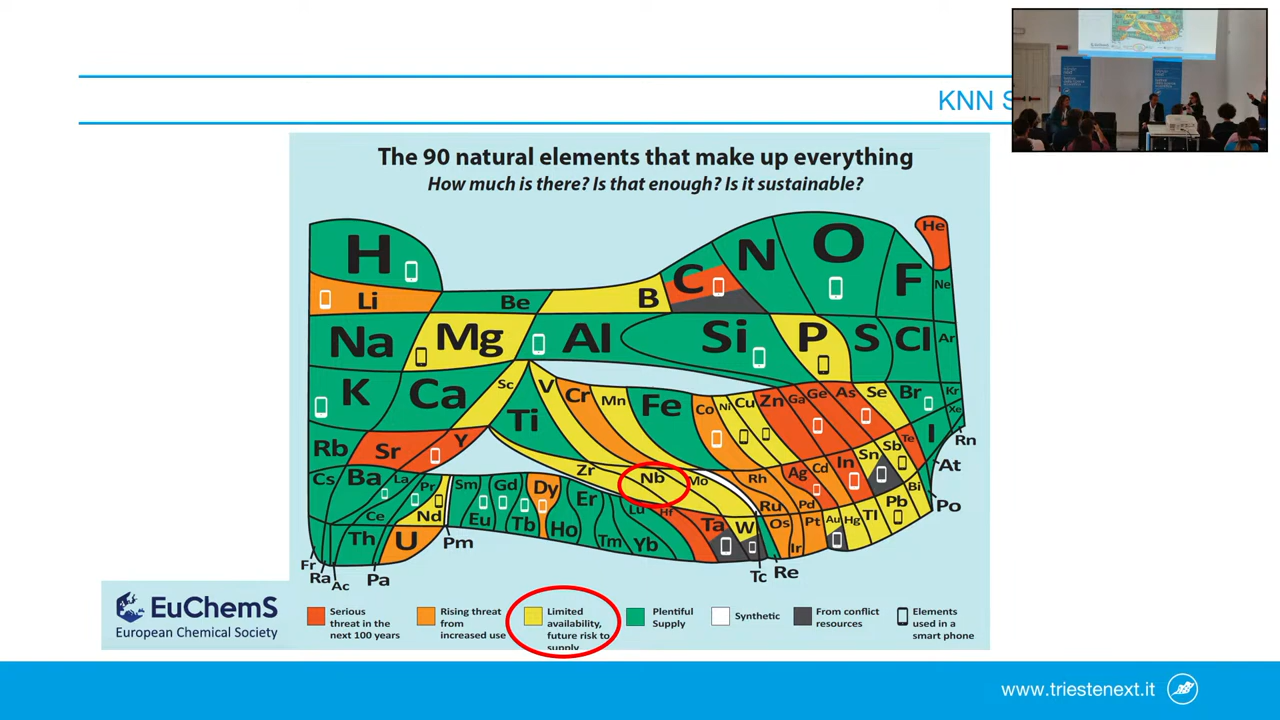 KNN S
The 90 natural elements that make up everything
How much is there? Is that enough? Is it sustainable?
H
He
Li
Be
B
C
N
O
F
Ne
Na
Mg
Al
Si
P
S
Cl
Ar
K
Ca
Sc
Ti
V
Cr
Mn
Fe
Co
Ni
Cu
Zn
Ga
Ge
As
Se
Br
Kr
Rb
Sr
Y
Zr
Nb
Mo
Rh
Ru
Pd
Ag
Cd
In
Sn
Sb
Te
I
Xe
Rn
Cs
Ba
La
Ce
Pr
Nd
Pm
Sm
Eu
Gd
Tb
Dy
Ho
Er
Tm
Yb
Lu
Hf
Ta
W
Tc
Re
Os
Ir
Pt
Au
Hg
Tl
Pb
Bi
Po
At
Fr
Ra
Ac
Th
Pa
U
EuChemS
European Chemical Society
Serious
threat in the
next 100 years
Rising threat
from
increased use
Limited
availability,
future risk to
supply
Plentiful
Supply
Synthetic
From conflict
resources
Elements
used in a
smart phone
www.triestenext.it